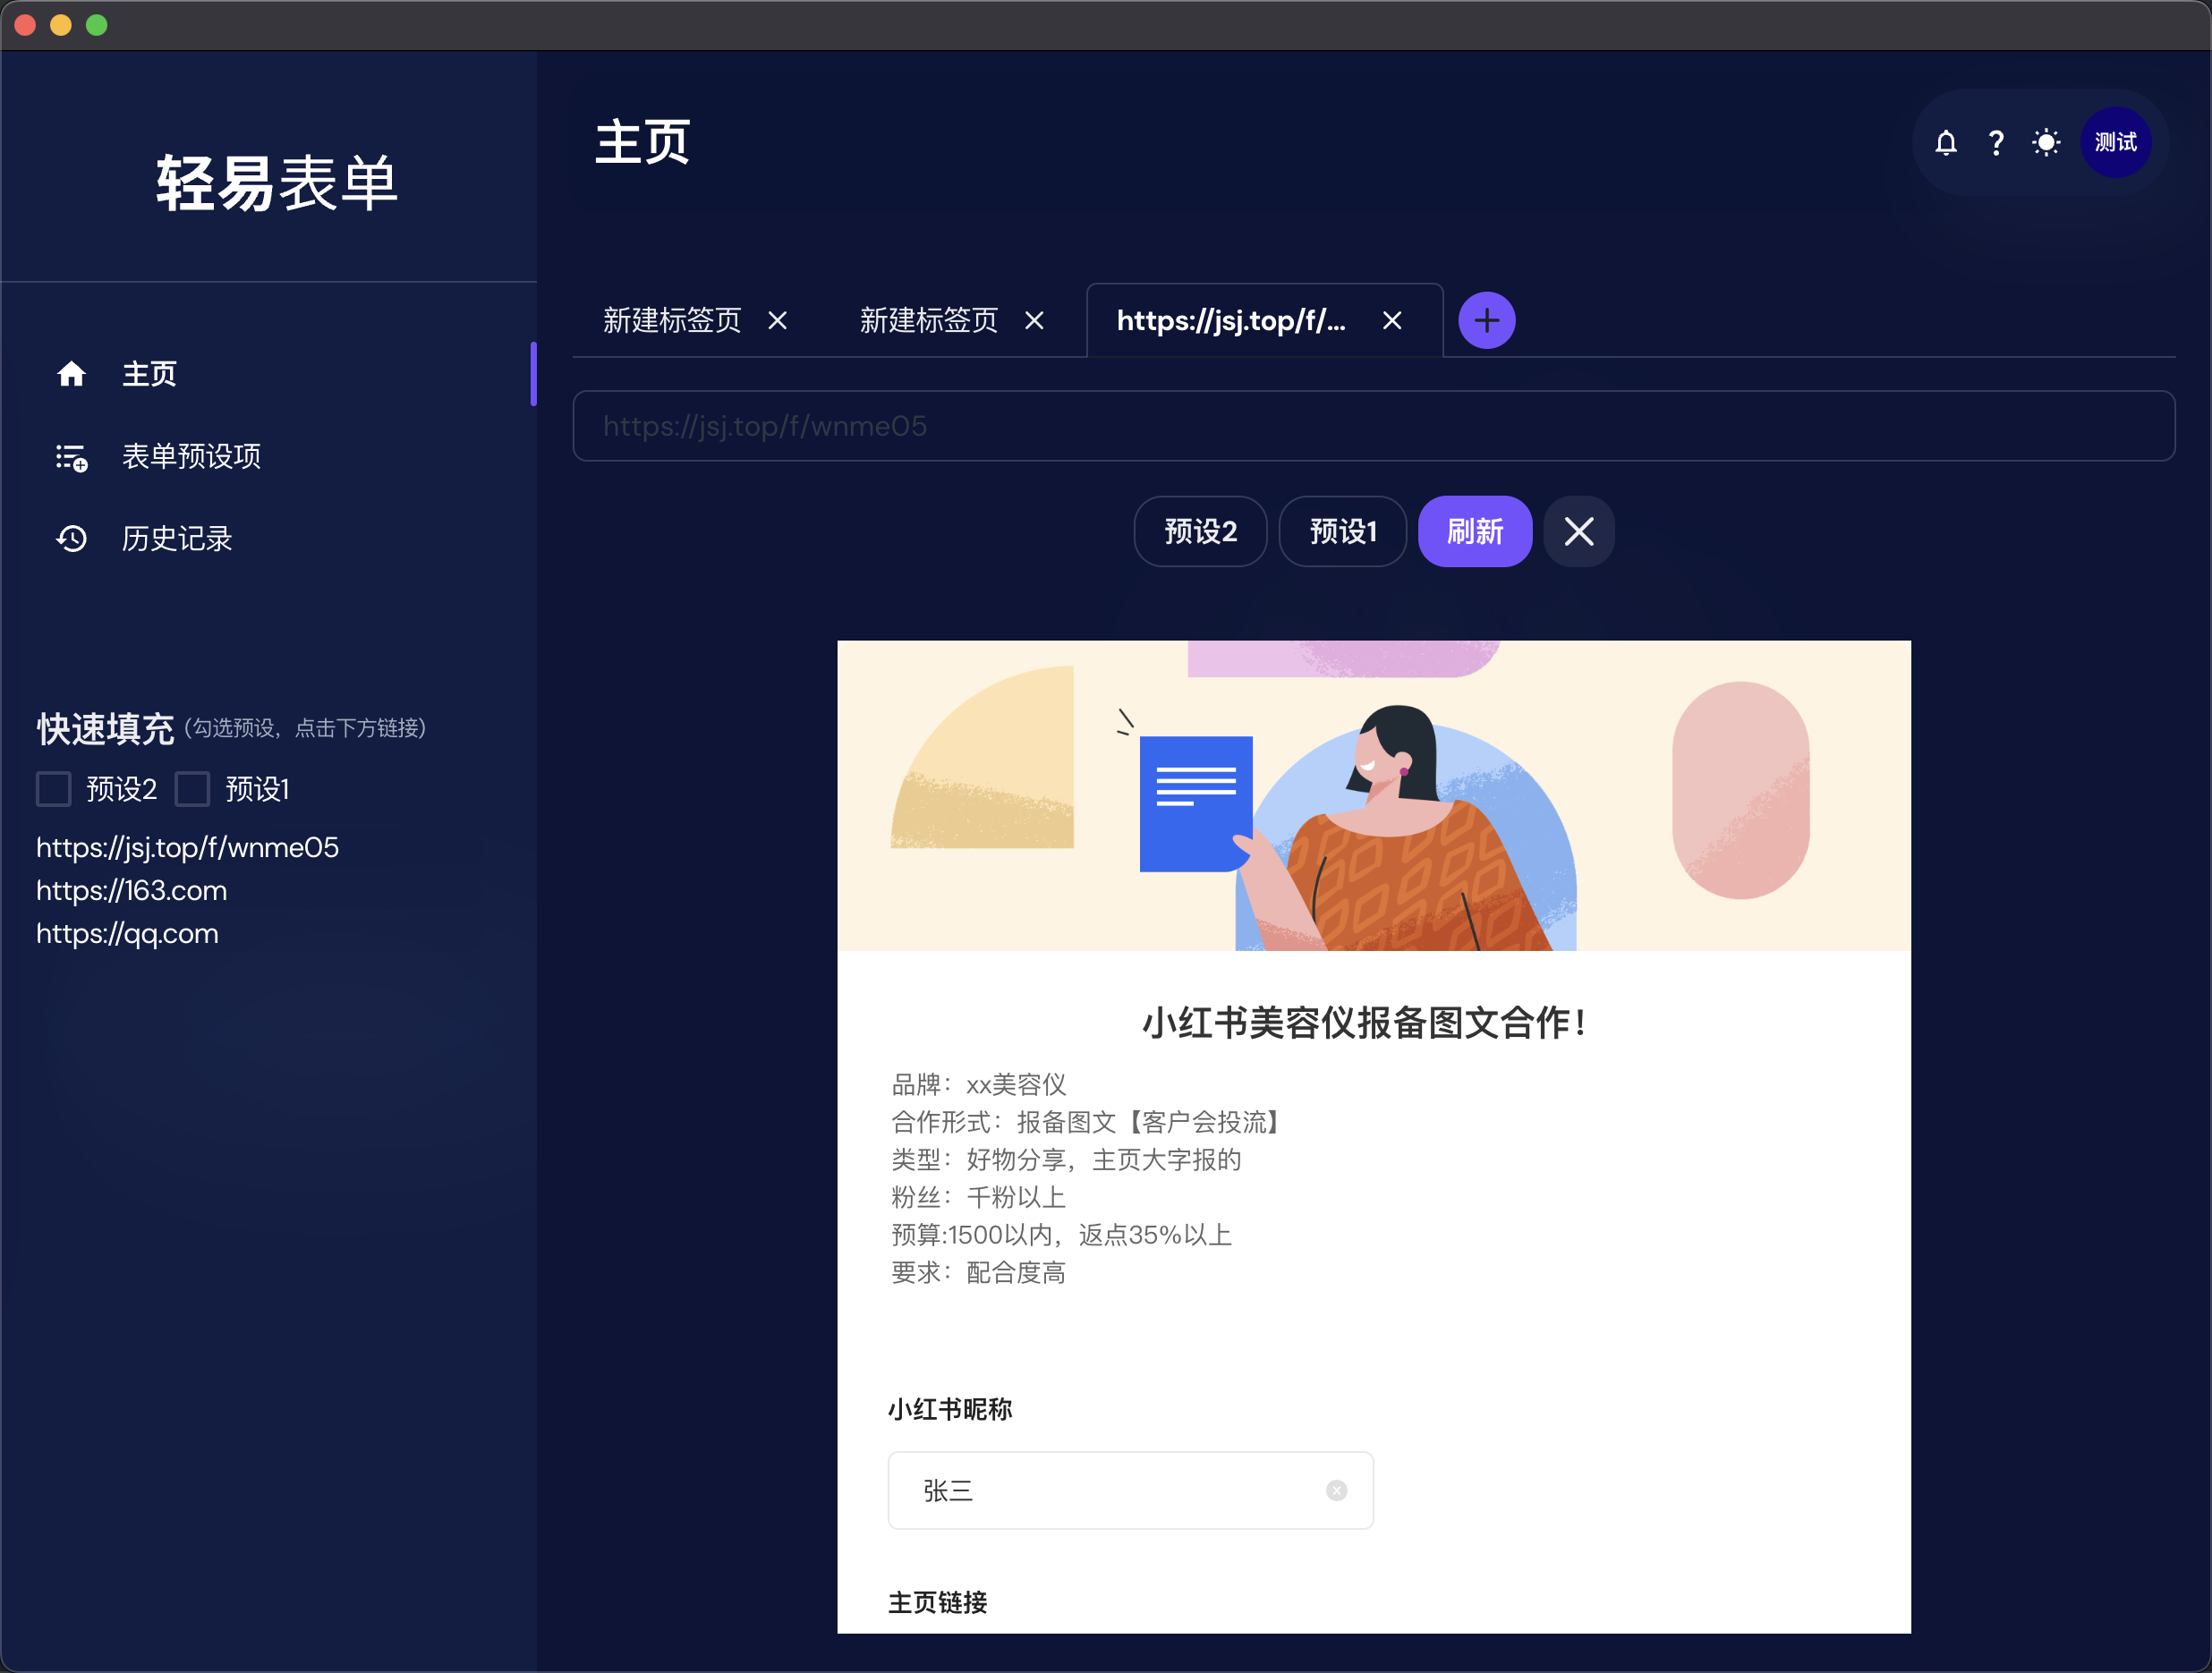 轻易表单
主页
表单预设项
历史记录
快速填充 (勾选预设，点击下方链接)
预设2 预设1
https://jsj.top/f/wnme05
https://163.com
https://qq.com
主页
测试
新建标签页 新建标签页 https://jsj.top/f/...
https://jsj.top/f/wnme05
预设2 预设1 刷新
小红书美容仪报备图文合作！
品牌：xx美容仪
合作形式：报备图文【客户会投流】
类型：好物分享，主页大字报的
粉丝：千粉以上
预算:1500以内，返点35%以上
要求：配合度高
小红书昵称
张三
主页链接